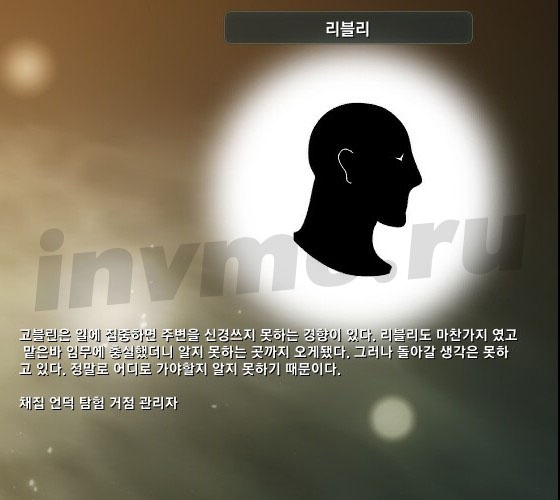 리블리
invmo.ru
고블린은 일에 집중하면 주변을 신경쓰지 못하는 경향이 있다. 리블리도 마찬가지 였고
맡은바 임무에 충실했더니 알지 못하는 곳까지 오게됐다. 그러나 돌아갈 생각은 못하
고 있다. 정말로 어디로 가야할지 알지 못하기 때문이다.
채집 언덕 탐험 거점 관리자